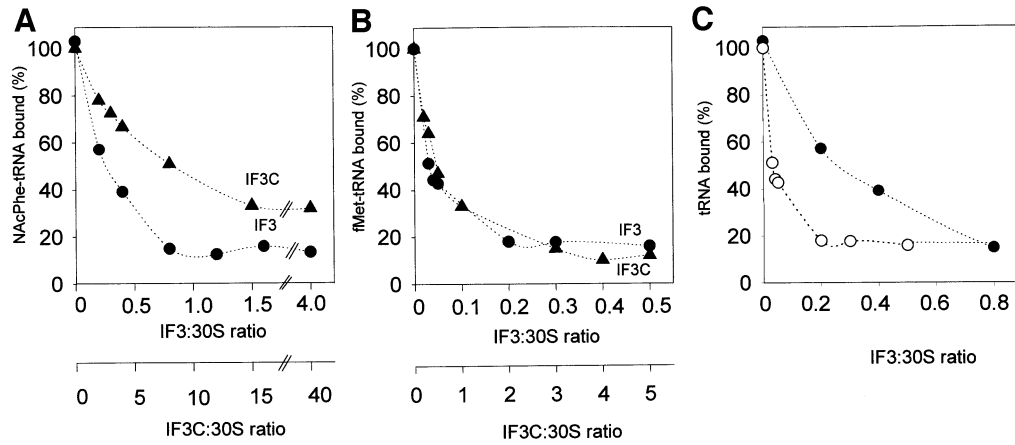 A
NAcPhe-tRNA bound (%)
100
80
60
40
20
0
IF3C
IF3
0 0.5 1.0 1.5 4.0
IF3:30S ratio
0 5 10 15 40
IF3C:30S ratio
B
fMet-tRNA bound (%)
100
80
60
40
20
0
IF3
IF3C
0 0.1 0.2 0.3 0.4 0.5
IF3:30S ratio
0 1 2 3 4 5
IF3C:30S ratio
C
tRNA bound (%)
100
80
60
40
20
0
0 0.2 0.4 0.6 0.8
IF3:30S ratio